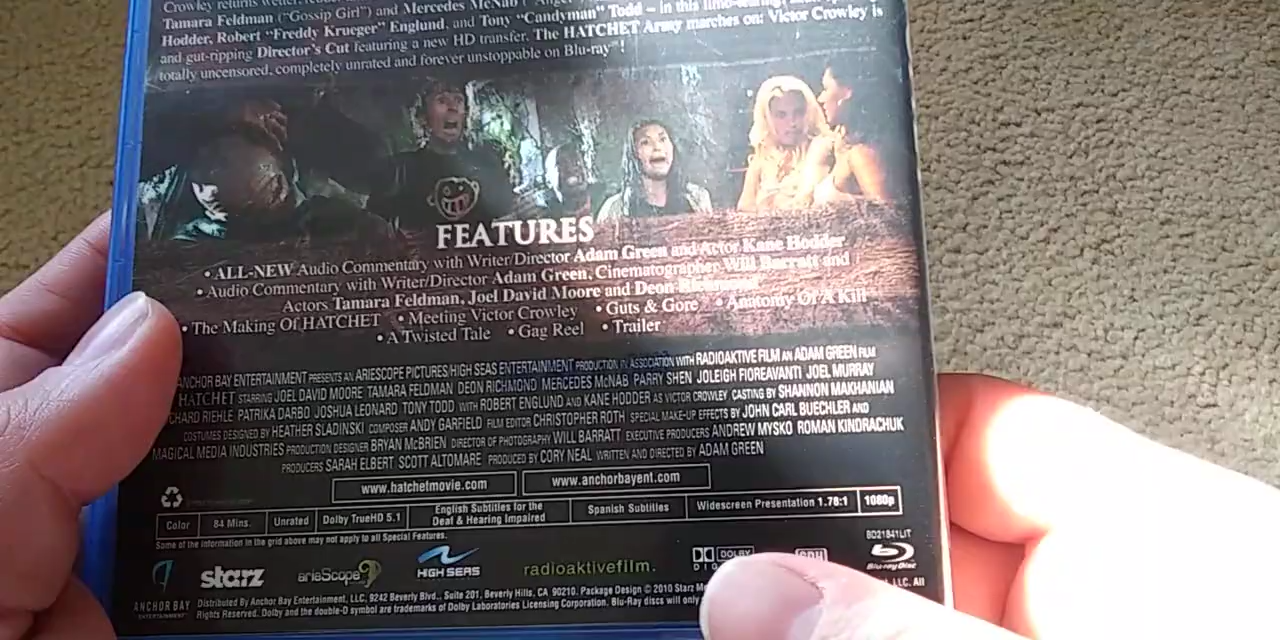 Crowley returns
Tamara Feldman ("Gossip Girl") and Mercedes McNab
Hodder, Robert "Freddy Krueger" Englund, and Tony "Candyman" Todd – in this
and gut-ripping Director's Cut featuring a new HD transfer. The HATCHET Army marches on: Victor Crowley is
totally uncensored, completely unrated and forever unstoppable on Blu-ray™!
FEATURES
• ALL-NEW Audio Commentary with Writer/Director Adam Green and Actor Kane Hodder
• Audio Commentary with Writer/Director Adam Green, Cinematographer Will Barratt and
Actors Tamara Feldman, Joel David Moore and Deon Richmond
• The Making Of HATCHET • Meeting Victor Crowley • Guts & Gore • Anatomy Of A Kill
• A Twisted Tale • Gag Reel • Trailer
ANCHOR BAY ENTERTAINMENT PRESENTS AN ARIESCOPE PICTURES/HIGH SEAS ENTERTAINMENT PRODUCTION IN ASSOCIATION WITH RADIOAKTIVE FILM AN ADAM GREEN FILM
HATCHET STARRING JOEL DAVID MOORE TAMARA FELDMAN DEON RICHMOND MERCEDES McNAB PARRY SHEN JOLEIGH FIOREAVANTI JOEL MURRAY
CHARD RIEHLE PATRIKA DARBO JOSHUA LEONARD TONY TODD WITH ROBERT ENGLUND AND KANE HODDER AS VICTOR CROWLEY CASTING BY SHANNON MAKHANIAN
COSTUMES DESIGNED BY HEATHER SLADINSKI COMPOSER ANDY GARFIELD FILM EDITOR CHRISTOPHER ROTH SPECIAL MAKE-UP EFFECTS BY JOHN CARL BUECHLER AND
MAGICAL MEDIA INDUSTRIES PRODUCTION DESIGNER BRYAN McBRIEN DIRECTOR OF PHOTOGRAPHY WILL BARRATT EXECUTIVE PRODUCERS ANDREW MYSKO ROMAN KINDRACHUK
PRODUCERS SARAH ELBERT SCOTT ALTOMARE PRODUCED BY CORY NEAL WRITTEN AND DIRECTED BY ADAM GREEN
www.hatchetmovie.com www.anchorbayent.com
Color 84 Mins. Unrated Dolby TrueHD 5.1 English Subtitles for the Deaf & Hearing Impaired Spanish Subtitles Widescreen Presentation 1.78:1 1080p
Some of the information in the grid above may not apply to all Special Features.
BD21841LIT
ANCHOR BAY ENTERTAINMENT starz arieScope HIGH SEAS radioaktivefilm. DOLBY Blu-ray Disc
Distributed By Anchor Bay Entertainment, LLC, 9242 Beverly Blvd., Suite 201, Beverly Hills, CA 90210. Package Design © 2010 Starz LLC. All
Rights Reserved. Dolby and the double-D symbol are trademarks of Dolby Laboratories Licensing Corporation. Blu-Ray discs will only